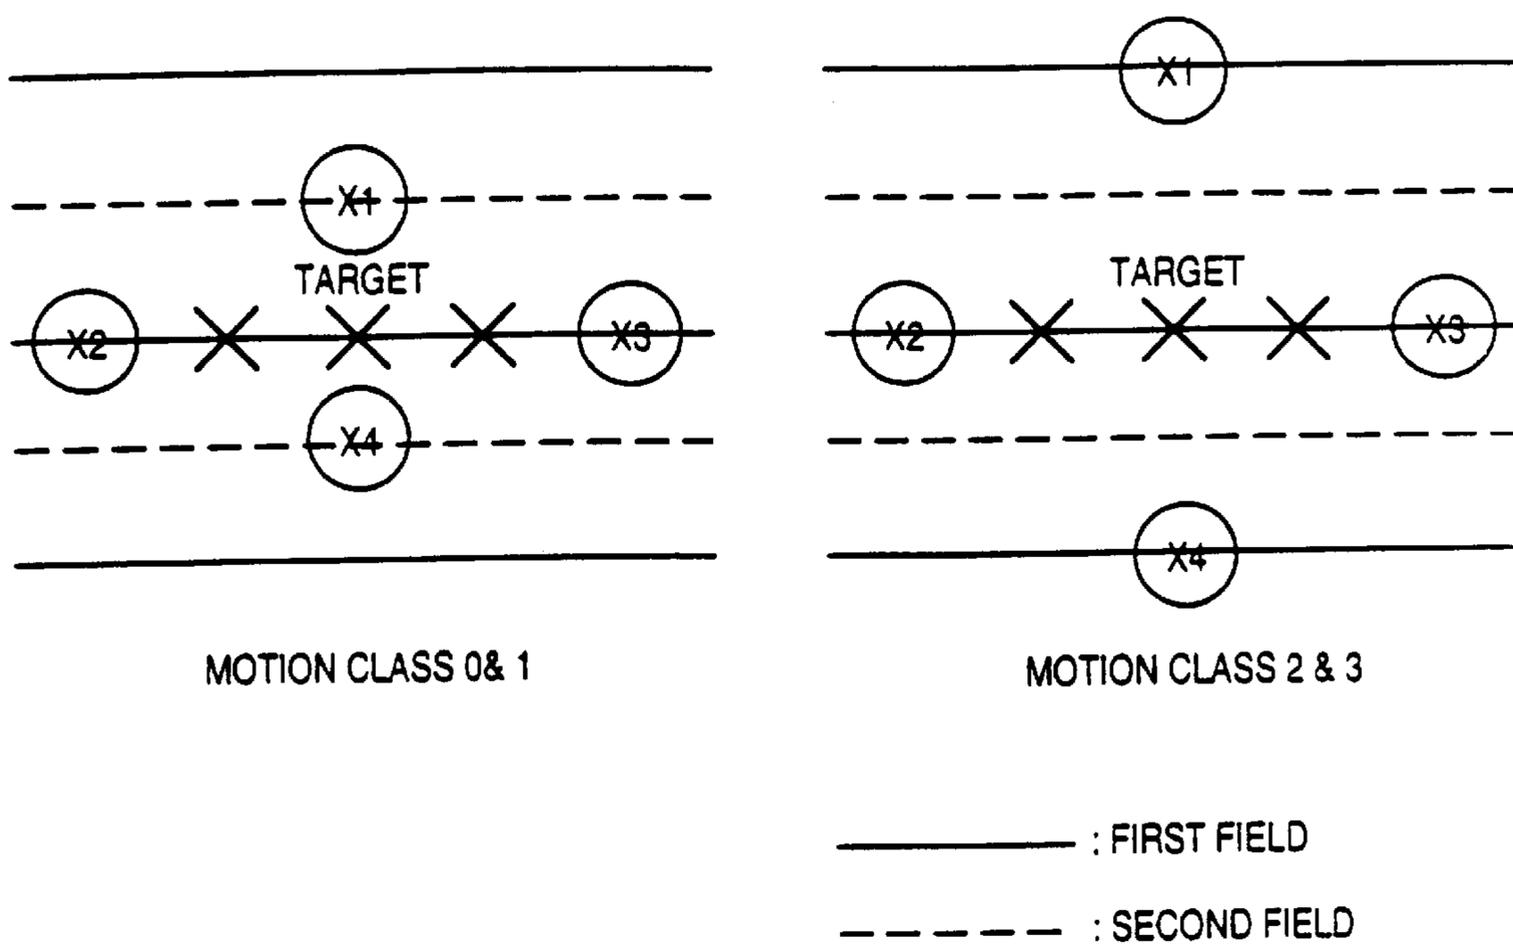 X1
TARGET
X2 X3
X4
MOTION CLASS 0& 1
X1
TARGET
X2 X3
X4
MOTION CLASS 2 & 3
: FIRST FIELD
: SECOND FIELD